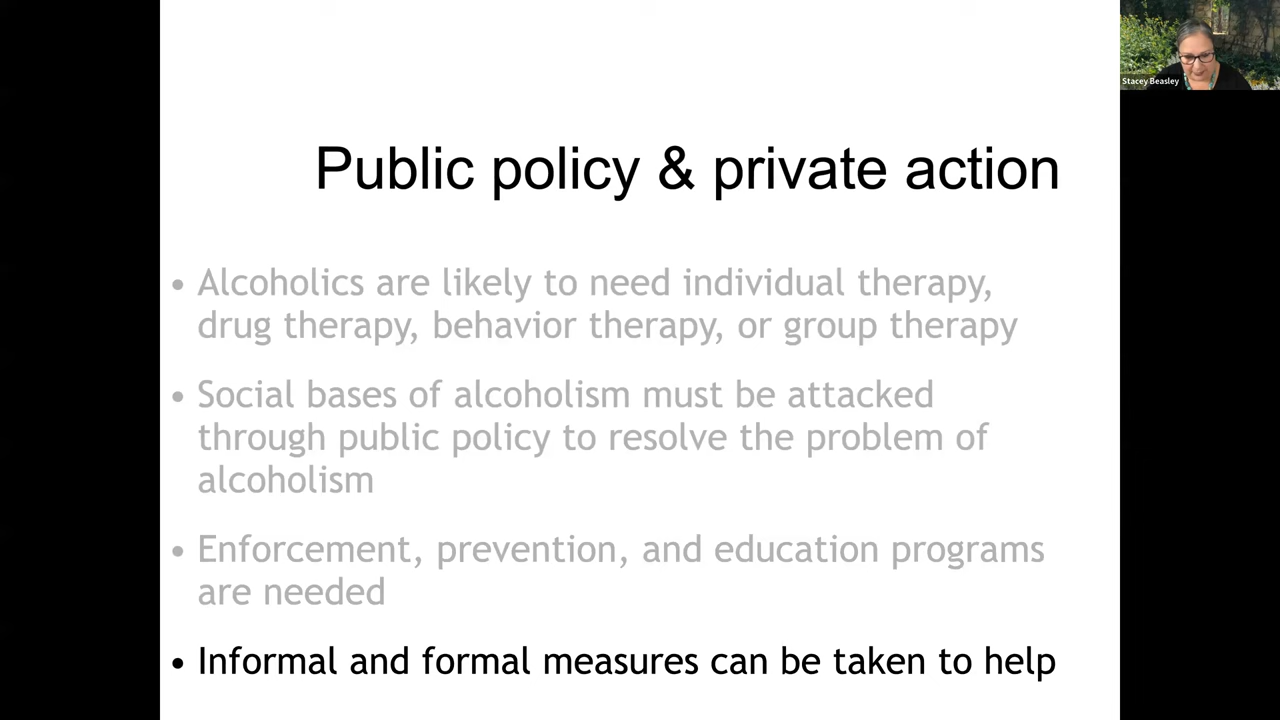 Stacey Beasley
Public policy & private action
• Alcoholics are likely to need individual therapy,
drug therapy, behavior therapy, or group therapy
• Social bases of alcoholism must be attacked
through public policy to resolve the problem of
alcoholism
• Enforcement, prevention, and education programs
are needed
• Informal and formal measures can be taken to help